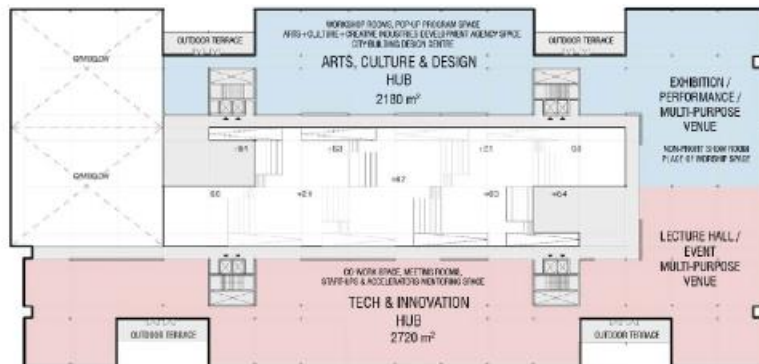 WORKSHOP ROOMS, POP-UP PROGRAM SPACE
ARTS + CULTURE + CREATIVE INDUSTRIES DEVELOPMENT AGENCY SPACE
CITY BUILDING DESIGN CENTRE
OUTDOOR TERRACE
OUTDOOR TERRACE
ARTS, CULTURE & DESIGN
HUB
2180 m²
EXHIBITION /
PERFORMANCE /
MULTI-PURPOSE
VENUE
NON-PROFIT SHOW ROOM
PLACE OF WORSHIP SPACE
LECTURE HALL /
EVENT
MULTI-PURPOSE
VENUE
CO-WORK SPACE, MEETING ROOMS,
START-UPS & ACCELERATORS MENTORING SPACE
TECH & INNOVATION
HUB
2720 m²
OUTDOOR TERRACE
OUTDOOR TERRACE